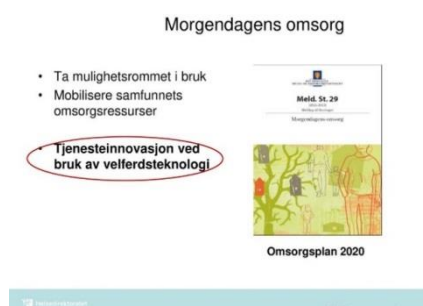 Morgendagens omsorg
• Ta mulighetsrommet i bruk
• Mobilisere samfunnets
omsorgsressurser
• Tjenesteinnovasjon ved
bruk av velferdsteknologi
Meld. St. 29
Morgendagens omsorg
Omsorgsplan 2020
Helsedirektoratet